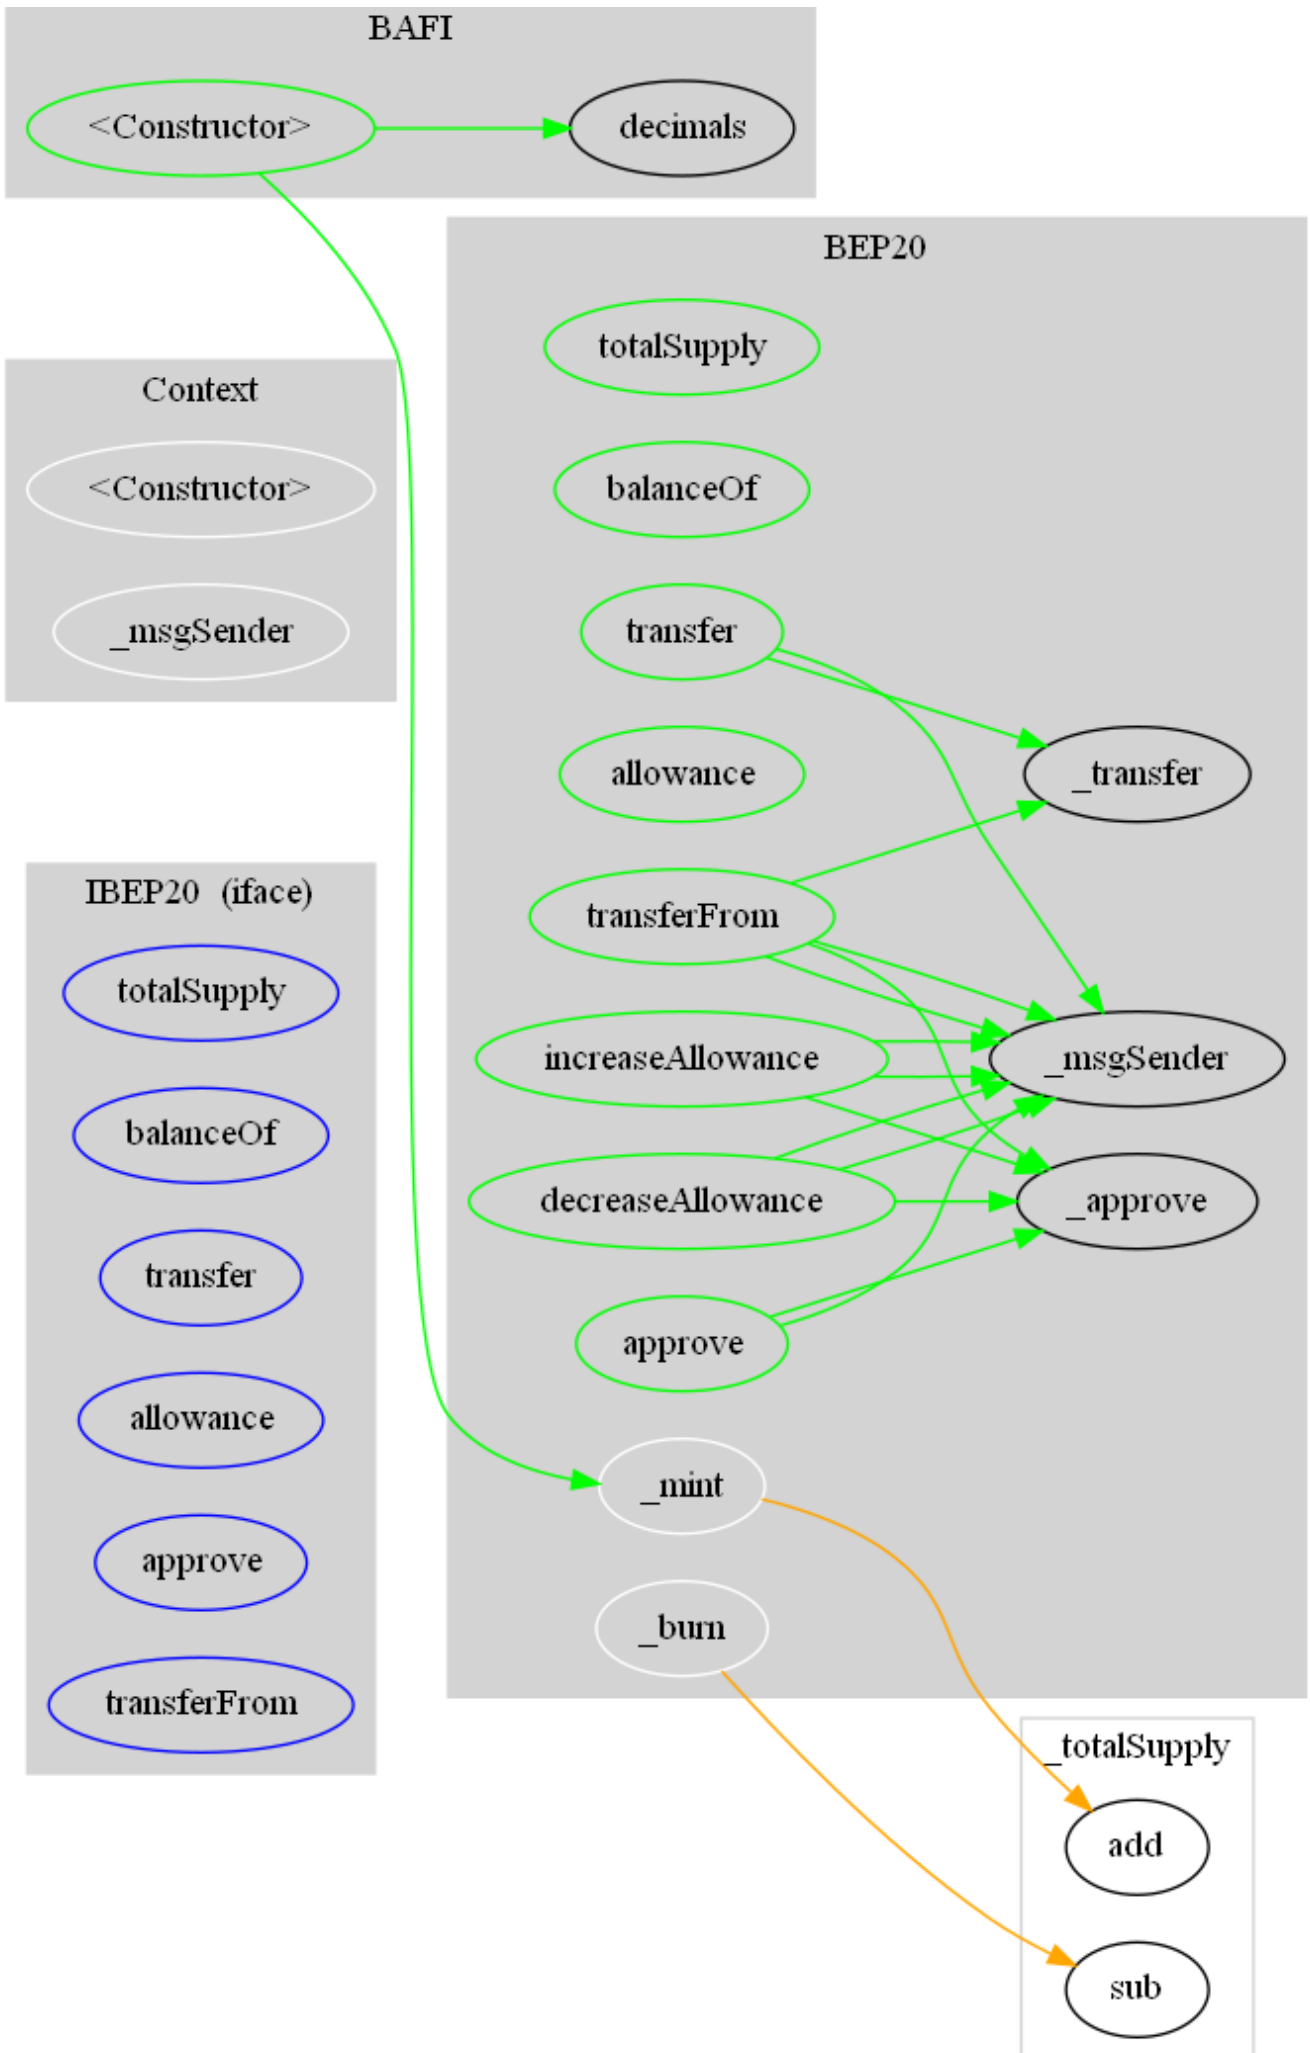 BAFI
<Constructor>
decimals
BEP20
totalSupply
balanceOf
transfer
allowance
_transfer
transferFrom
increaseAllowance
_msgSender
decreaseAllowance
_approve
approve
_mint
_burn
Context
<Constructor>
_msgSender
IBEP20 (iface)
totalSupply
balanceOf
transfer
allowance
approve
transferFrom
_totalSupply
add
sub